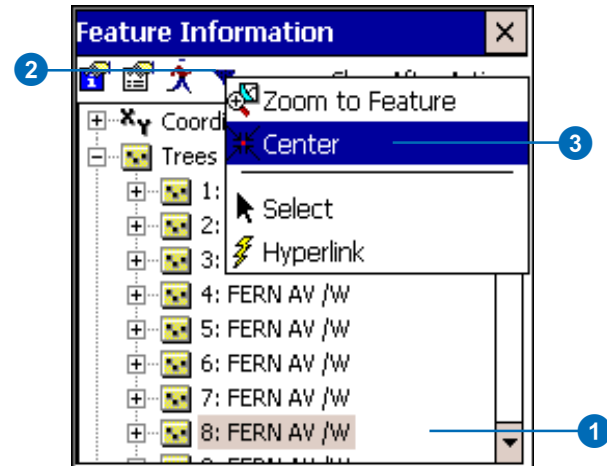 Feature Information
2
Zoom to Feature
Coordi
Center
3
Trees
1:
Select
2:
Hyperlink
3:
4: FERN AV /W
5: FERN AV /W
6: FERN AV /W
7: FERN AV /W
8: FERN AV /W
1